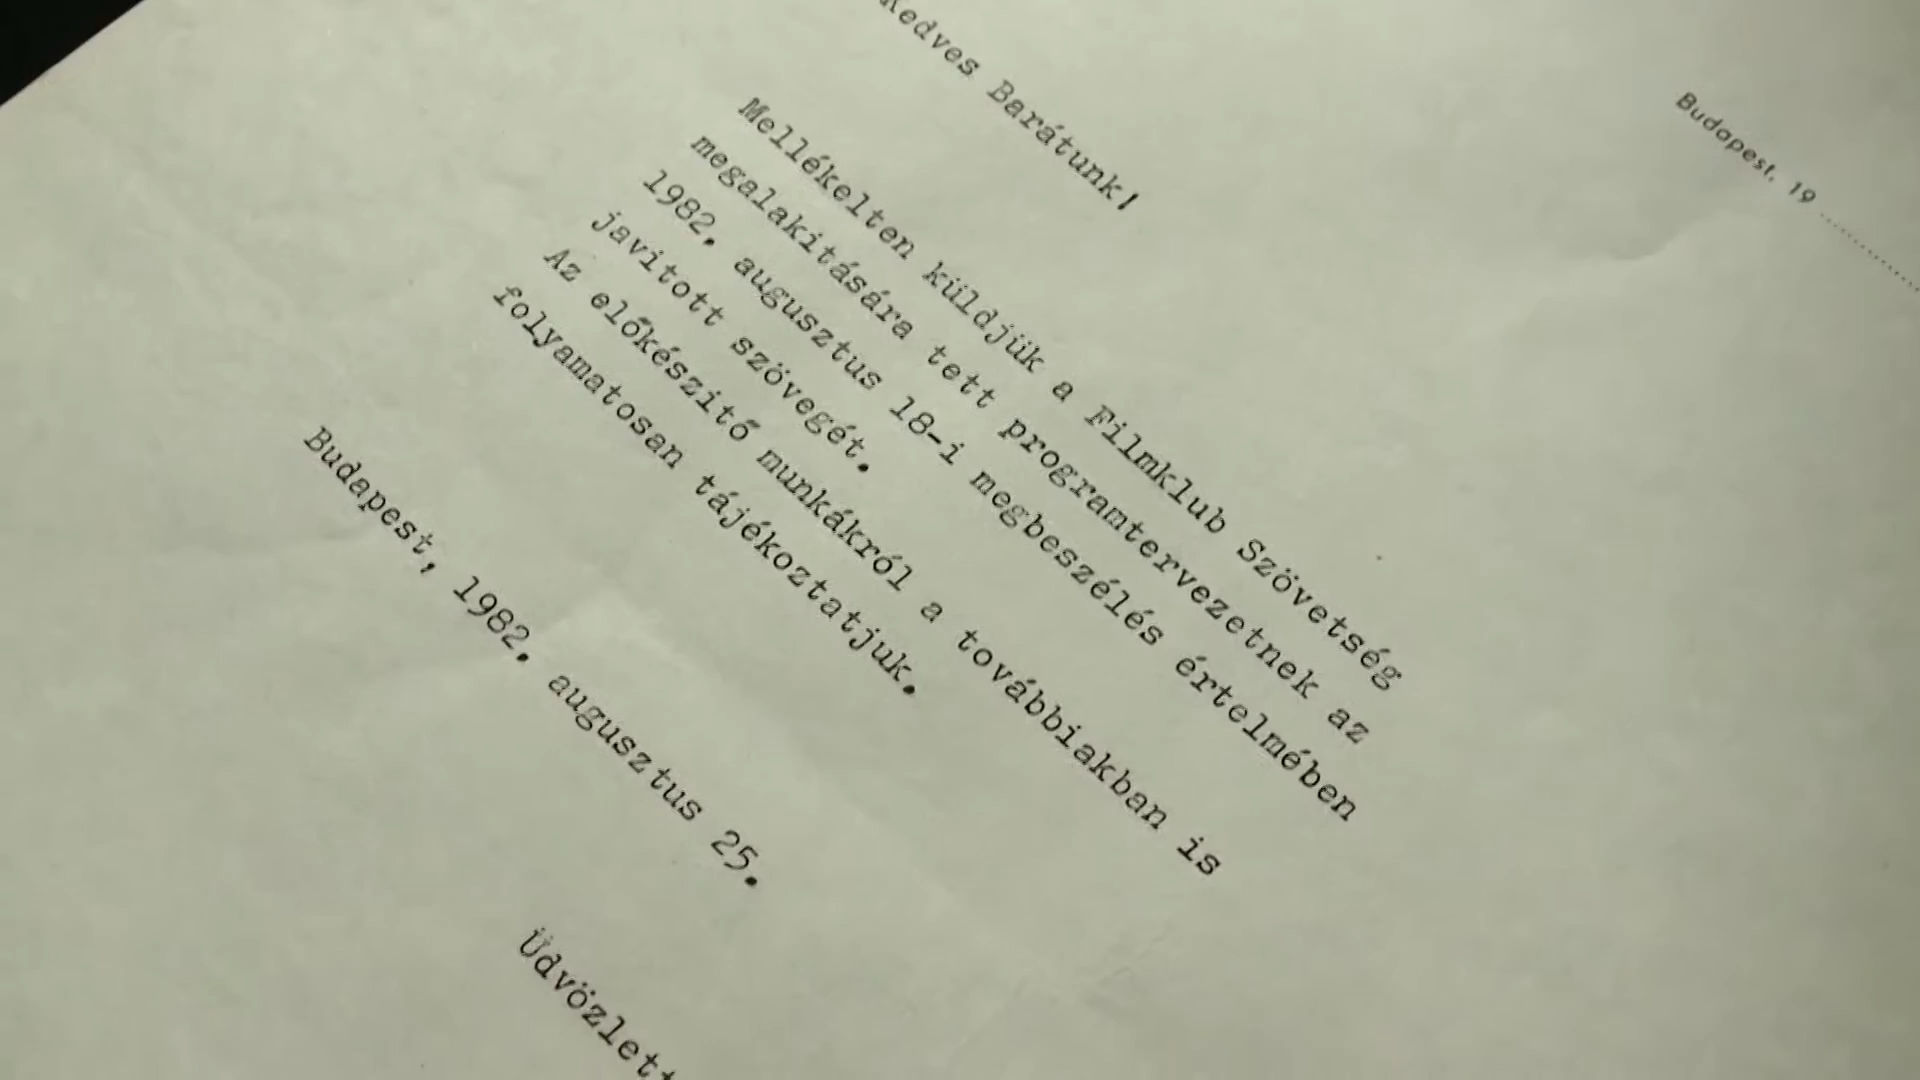 Budapest, 19
Kedves Barátunk!
Mellékelten küldjük a Filmklub Szövetség
megalakitására tett programtervezetnek az
1982. augusztus 18-i megbeszélés értelmében
javitott szövegét.
Az előkészitő munkákról a továbbiakban is
folyamatosan tájékoztatjuk.
Budapest, 1982. augusztus 25.
Üdvözlett